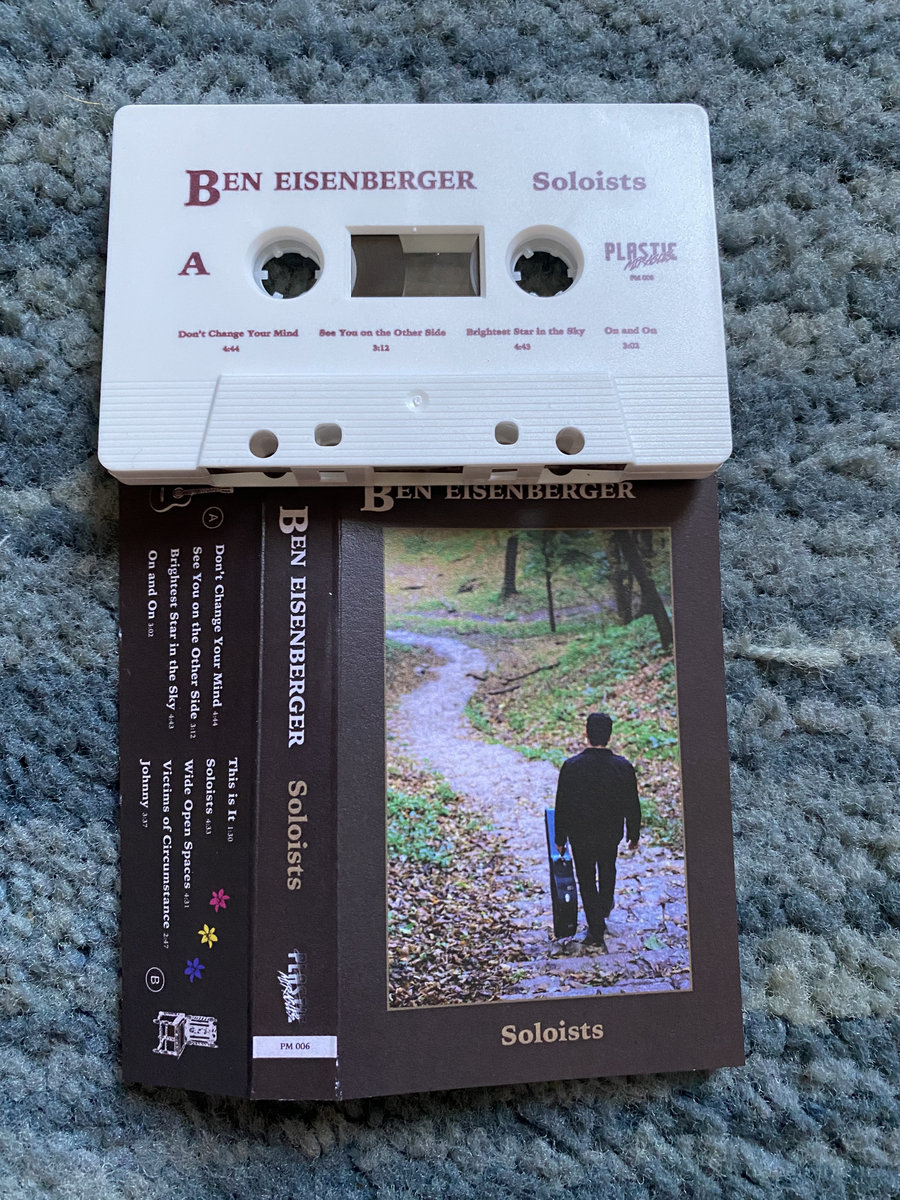 BEN EISENBERGER Soloists
A
PLASTIC
PM 006
Don't Change Your Mind See You on the Other Side Brightest Star in the Sky On and On
4:44 3:12 4:43 3:02
BEN EISENBERGER
Soloists
BEN EISENBERGER Soloists
PM 006
A
Don't Change Your Mind 4:44
See You on the Other Side 3:12
Brightest Star in the Sky 4:43
On and On 3:02
This is It 1:30
Soloists 4:33
Wide Open Spaces 4:31
Victims of Circumstance 2:47
Johnny 3:37
B